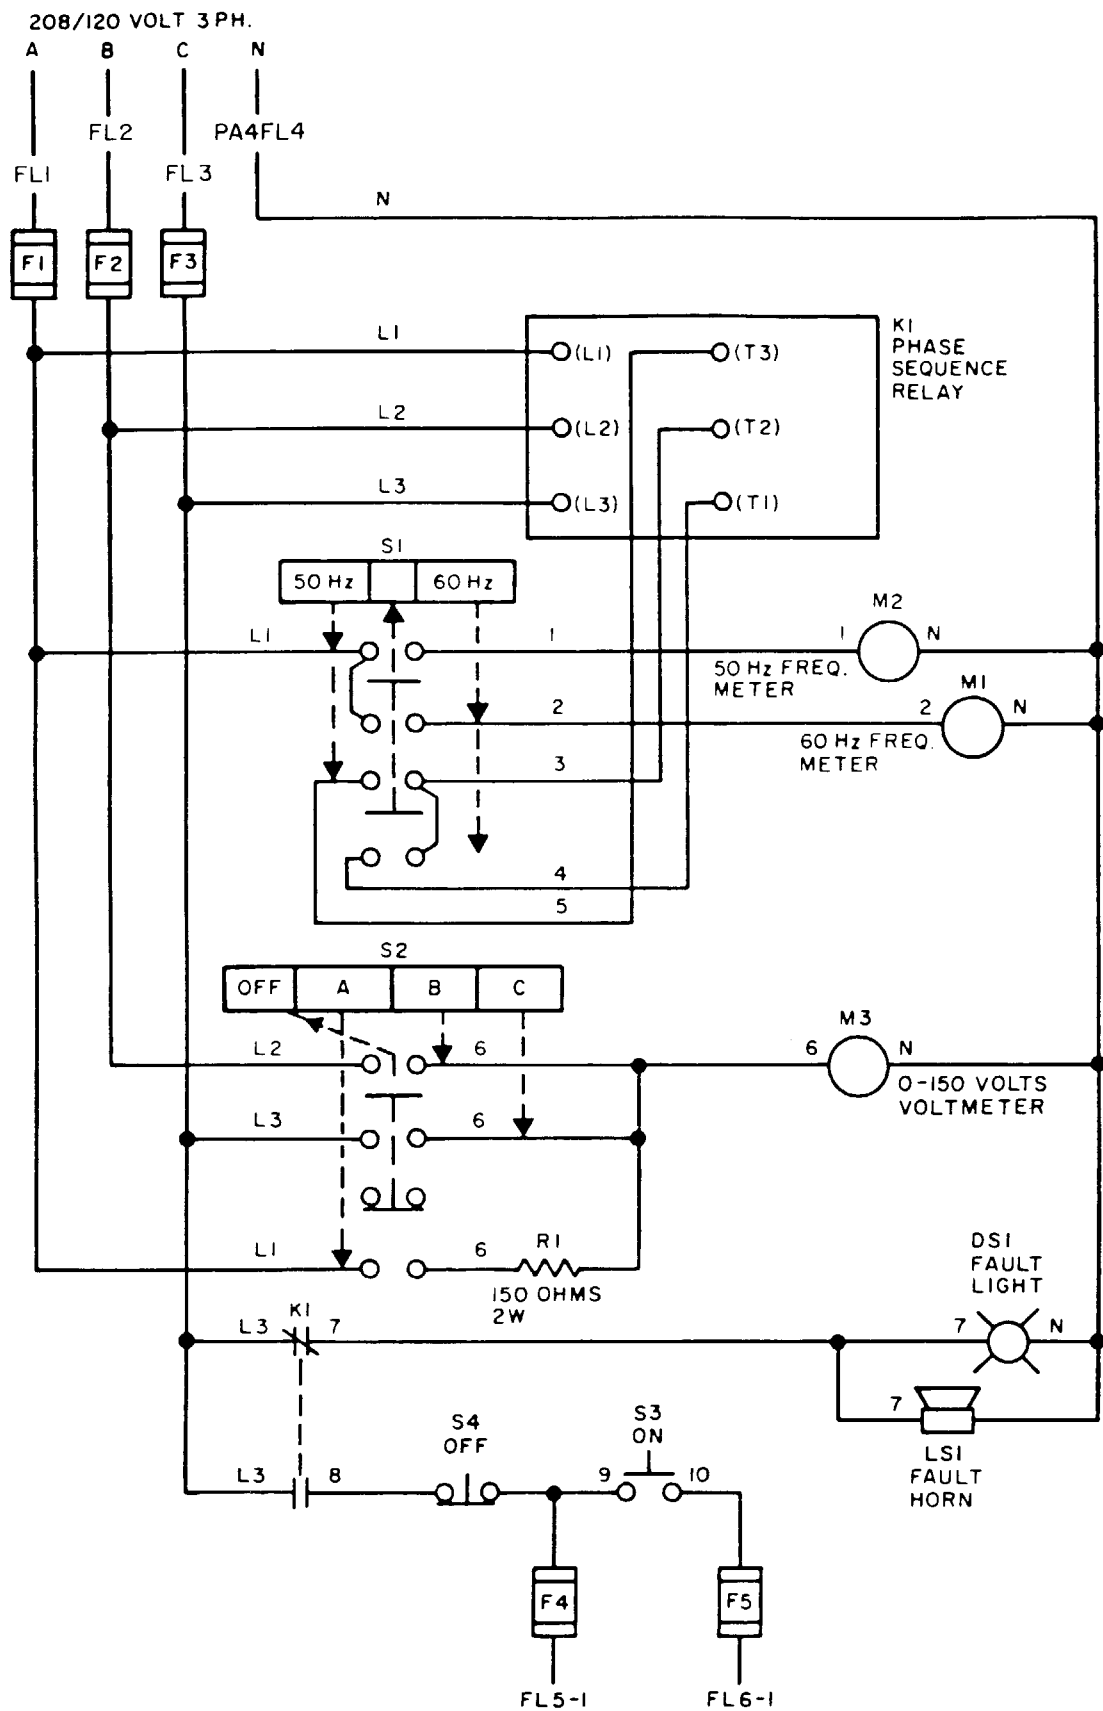 208/120 VOLT 3 PH.
A B C N
FL2 PA4FL4
FL1 FL3
N
F1 F2 F3
L1 (L1) (T3)
K1
PHASE
SEQUENCE
RELAY
L2 (L2) (T2)
L3 (L3) (T1)
S1
50 Hz 60 Hz
M2
L1 1 1 N
50 Hz FREQ.
METER
M1
2 2 N
60 Hz FREQ.
METER
3
4
5
S2
OFF A B C
M3
L2 6 6 N
0-150 VOLTS
VOLTMETER
L3 6
L1 6 R1
150 OHMS
2W
DS1
FAULT
LIGHT
K1
L3 7 7 N
7
LS1
FAULT
HORN
S4
OFF
S3
ON
L3 8 9 10
F4 F5
FL5-1 FL6-1